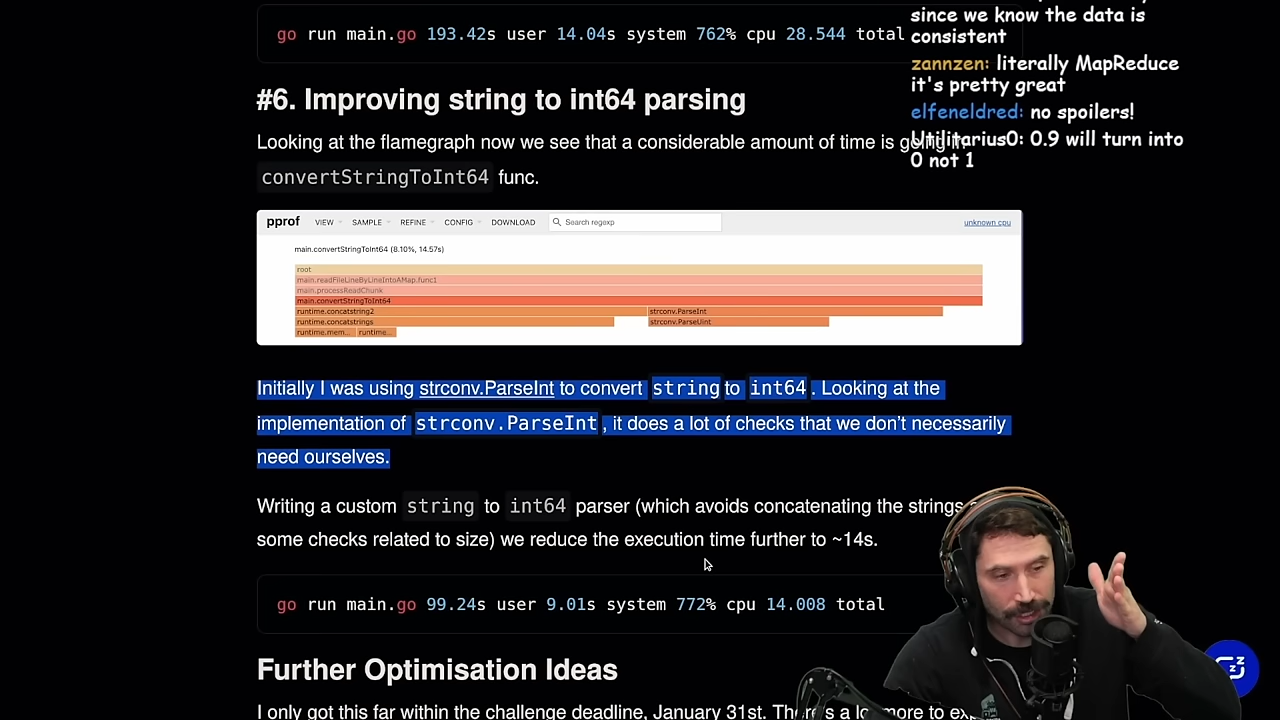 go run main.go 193.42s user 14.04s system 762% cpu 28.544 total
since we know the data is
consistent
zannzen: literally MapReduce
it's pretty great
elfeneldred: no spoilers!
Utilitarius0: 0.9 will turn into
0 not 1
#6. Improving string to int64 parsing
Looking at the flamegraph now we see that a considerable amount of time is
convertStringToInt64 func.
pprof VIEW SAMPLE REFINE CONFIG DOWNLOAD Search regexp unknown cpu
main.convertStringToInt64 (8.10%, 14.57s)
root
main.readFileLineByLineIntoAMap.func1
main.processReadChunk
main.convertStringToInt64
runtime.concatstring2 strconv.ParseInt
runtime.concatstrings strconv.ParseUint
runtime.mem... runtime...
Initially I was using strconv.ParseInt to convert string to int64 . Looking at the
implementation of strconv.ParseInt , it does a lot of checks that we don’t necessarily
need ourselves.
Writing a custom string to int64 parser (which avoids concatenating the strings
some checks related to size) we reduce the execution time further to ~14s.
go run main.go 99.24s user 9.01s system 772% cpu 14.008 total
Further Optimisation Ideas
I only got this far within the challenge deadline, January 31st. There's a lot more to